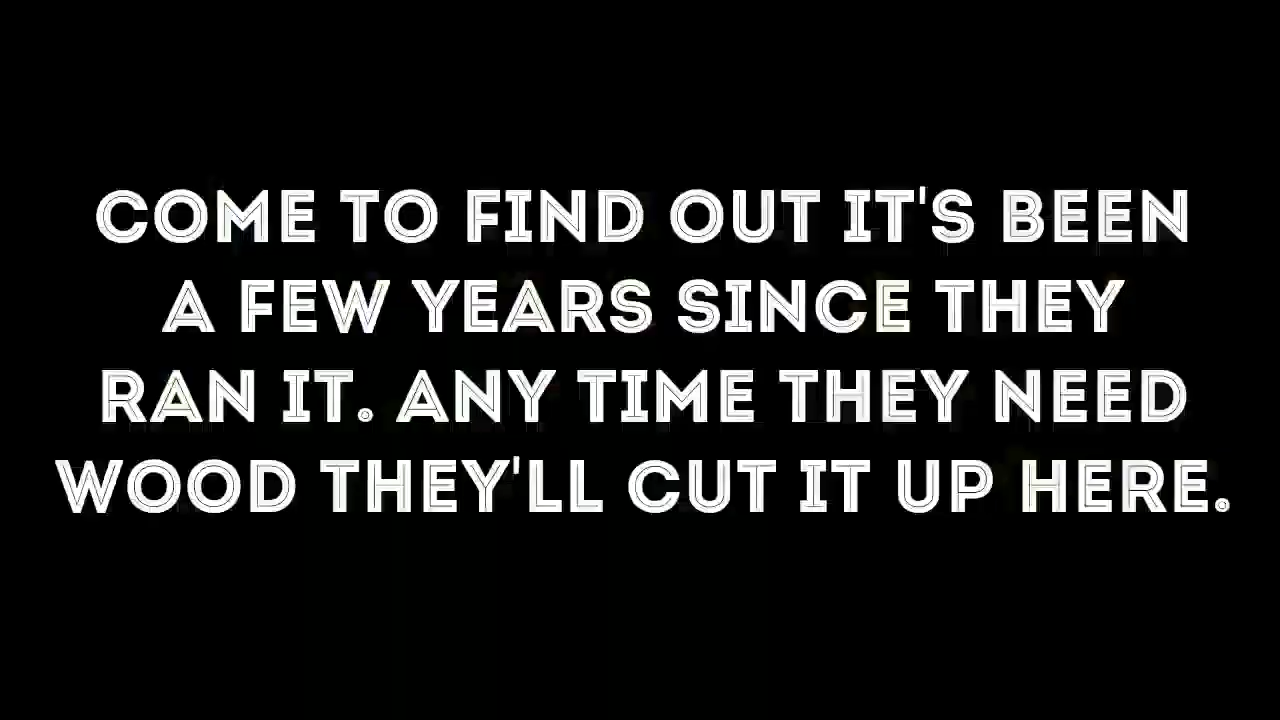 COME TO FIND OUT IT'S BEEN
A FEW YEARS SINCE THEY
RAN IT. ANY TIME THEY NEED
WOOD THEY'LL CUT IT UP HERE.